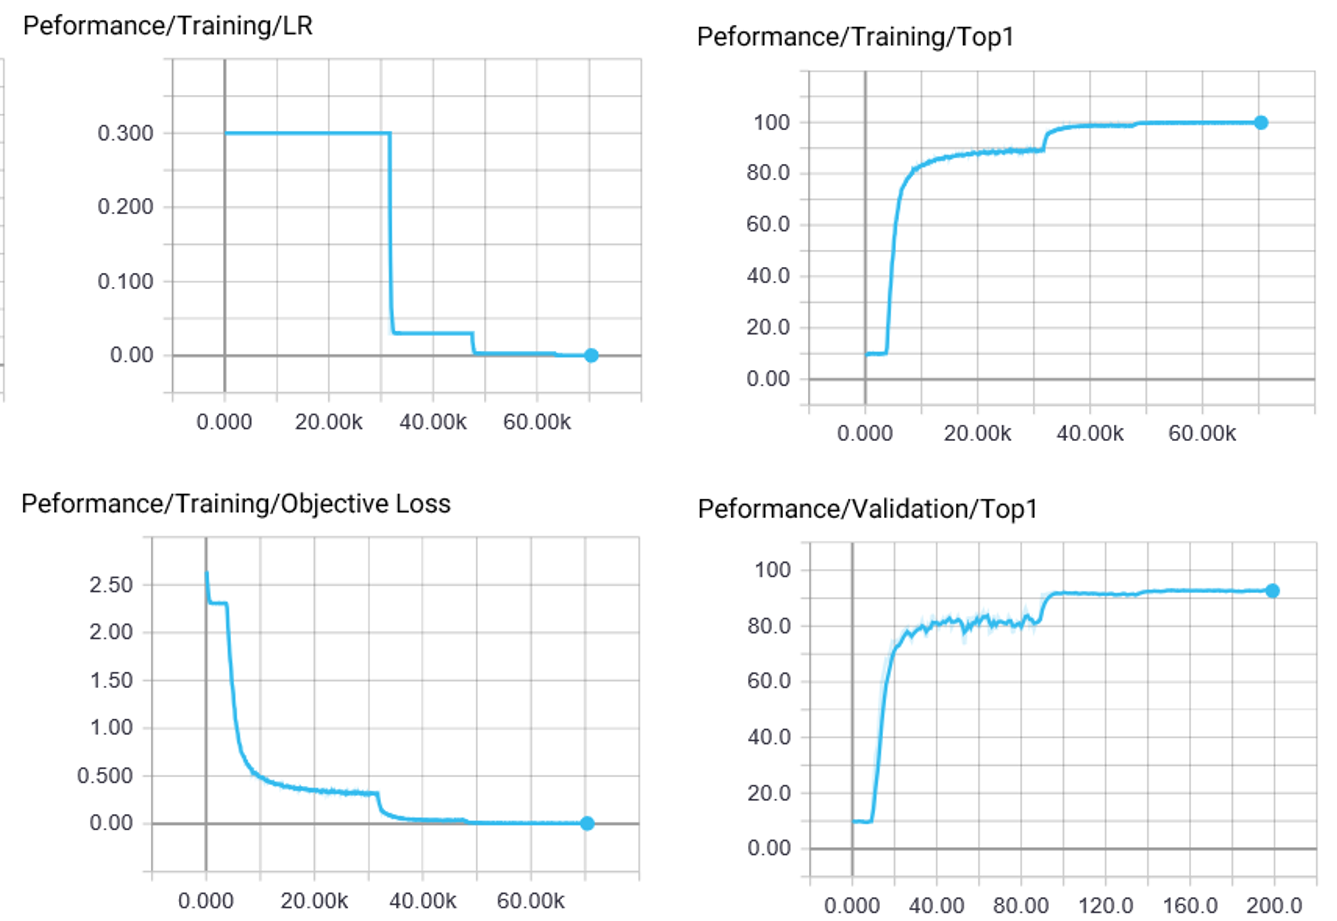 Peformance/Training/LR
0.300
0.200
0.100
0.00
0.000 20.00k 40.00k 60.00k
Peformance/Training/Top1
100
80.0
60.0
40.0
20.0
0.00
0.000 20.00k 40.00k 60.00k
Peformance/Training/Objective Loss
2.50
2.00
1.50
1.00
0.500
0.00
0.000 20.00k 40.00k 60.00k
Peformance/Validation/Top1
100
80.0
60.0
40.0
20.0
0.00
0.000 40.00 80.00 120.0 160.0 200.0